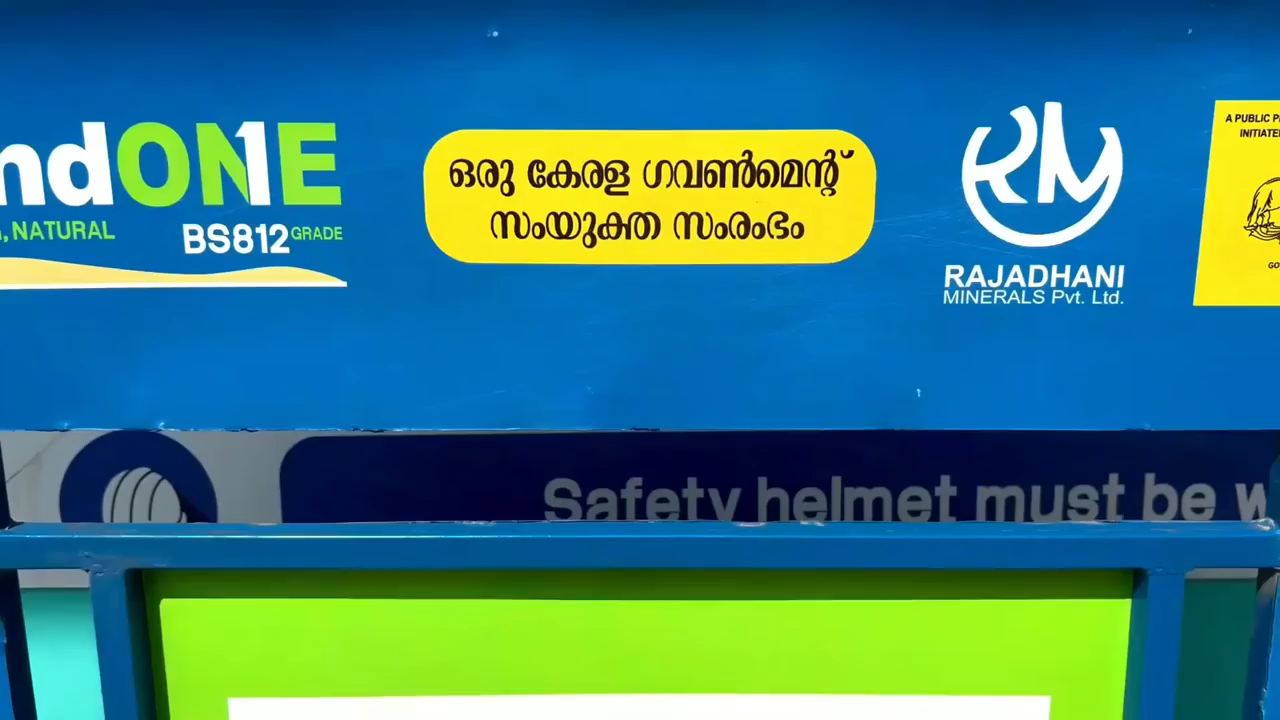 ndONE
, NATURAL
BS812 GRADE
ഒരു കേരള ഗവൺമെന്റ്
സംയുക്ത സംരംഭം
RAJADHANI
MINERALS Pvt. Ltd.
A PUBLIC
INITIATE
Safety helmet must be